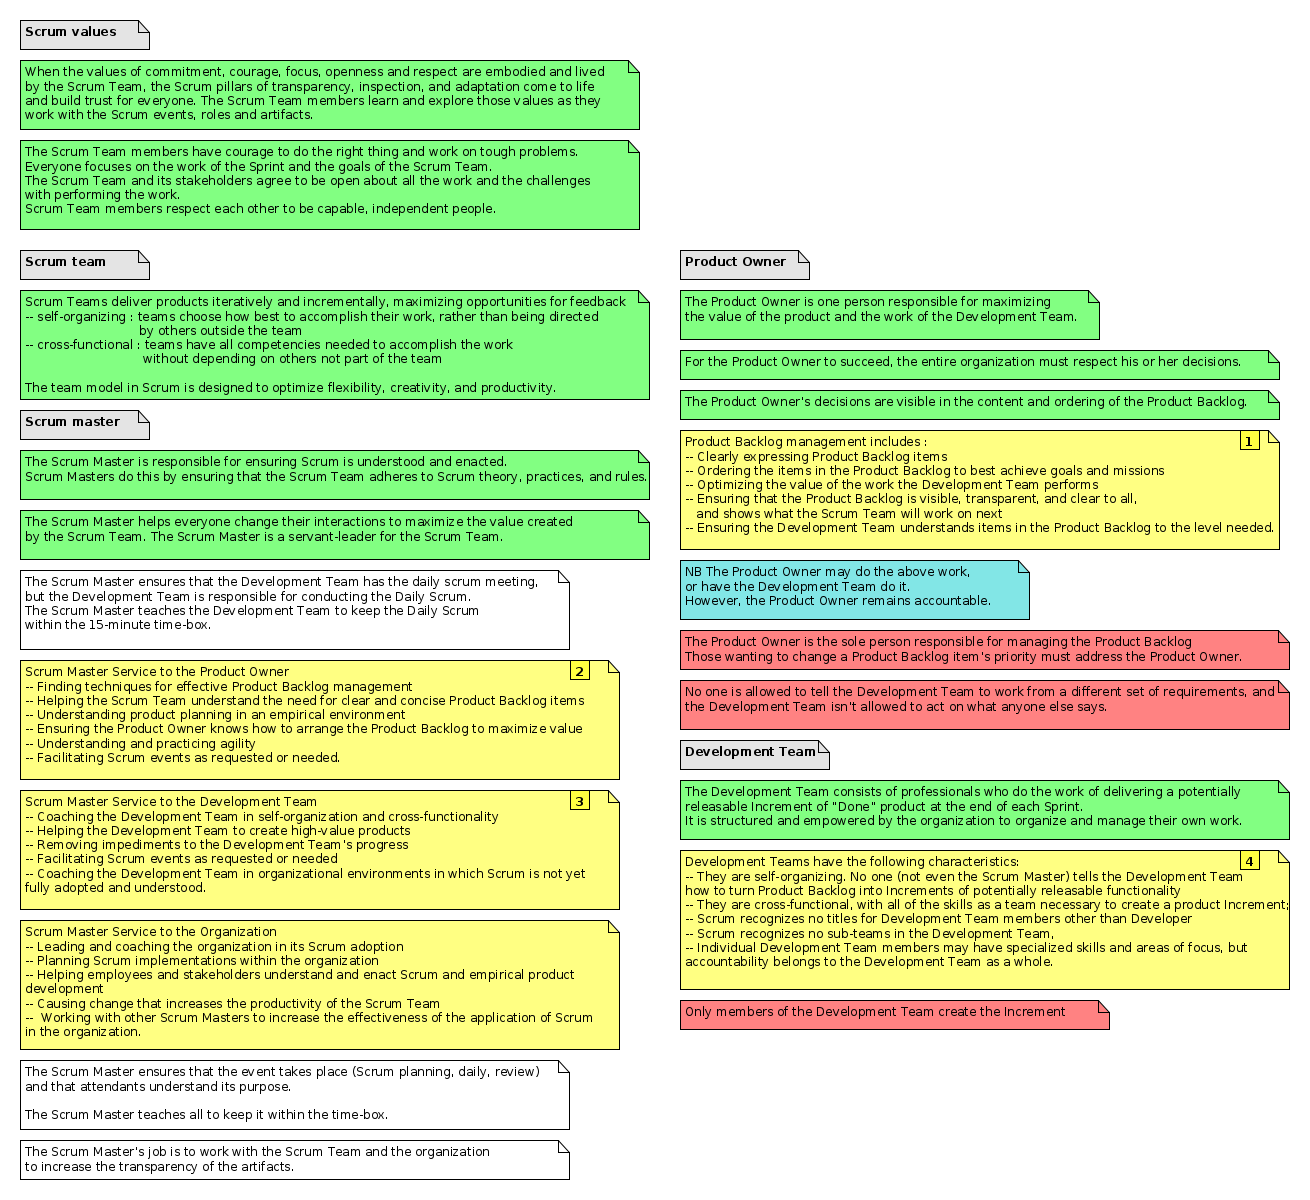 Scrum values
When the values of commitment, courage, focus, openness and respect are embodied and lived
by the Scrum Team, the Scrum pillars of transparency, inspection, and adaptation come to life
and build trust for everyone. The Scrum Team members learn and explore those values as they
work with the Scrum events, roles and artifacts.
The Scrum Team members have courage to do the right thing and work on tough problems.
Everyone focuses on the work of the Sprint and the goals of the Scrum Team.
The Scrum Team and its stakeholders agree to be open about all the work and the challenges
with performing the work.
Scrum Team members respect each other to be capable, independent people.
Scrum team
Scrum Teams deliver products iteratively and incrementally, maximizing opportunities for feedback
-- self-organizing : teams choose how best to accomplish their work, rather than being directed
by others outside the team
-- cross-functional : teams have all competencies needed to accomplish the work
without depending on others not part of the team
The team model in Scrum is designed to optimize flexibility, creativity, and productivity.
Scrum master
The Scrum Master is responsible for ensuring Scrum is understood and enacted.
Scrum Masters do this by ensuring that the Scrum Team adheres to Scrum theory, practices, and rules.
The Scrum Master helps everyone change their interactions to maximize the value created
by the Scrum Team. The Scrum Master is a servant-leader for the Scrum Team.
The Scrum Master ensures that the Development Team has the daily scrum meeting,
but the Development Team is responsible for conducting the Daily Scrum.
The Scrum Master teaches the Development Team to keep the Daily Scrum
within the 15-minute time-box.
Scrum Master Service to the Product Owner
2
-- Finding techniques for effective Product Backlog management
-- Helping the Scrum Team understand the need for clear and concise Product Backlog items
-- Understanding product planning in an empirical environment
-- Ensuring the Product Owner knows how to arrange the Product Backlog to maximize value
-- Understanding and practicing agility
-- Facilitating Scrum events as requested or needed.
Scrum Master Service to the Development Team
3
-- Coaching the Development Team in self-organization and cross-functionality
-- Helping the Development Team to create high-value products
-- Removing impediments to the Development Team's progress
-- Facilitating Scrum events as requested or needed
-- Coaching the Development Team in organizational environments in which Scrum is not yet
fully adopted and understood.
Scrum Master Service to the Organization
-- Leading and coaching the organization in its Scrum adoption
-- Planning Scrum implementations within the organization
-- Helping employees and stakeholders understand and enact Scrum and empirical product
development
-- Causing change that increases the productivity of the Scrum Team
--  Working with other Scrum Masters to increase the effectiveness of the application of Scrum
in the organization.
The Scrum Master ensures that the event takes place (Scrum planning, daily, review)
and that attendants understand its purpose.
The Scrum Master teaches all to keep it within the time-box.
The Scrum Master's job is to work with the Scrum Team and the organization
to increase the transparency of the artifacts.
Product Owner
The Product Owner is one person responsible for maximizing
the value of the product and the work of the Development Team.
For the Product Owner to succeed, the entire organization must respect his or her decisions.
The Product Owner's decisions are visible in the content and ordering of the Product Backlog.
Product Backlog management includes :
1
-- Clearly expressing Product Backlog items
-- Ordering the items in the Product Backlog to best achieve goals and missions
-- Optimizing the value of the work the Development Team performs
-- Ensuring that the Product Backlog is visible, transparent, and clear to all,
and shows what the Scrum Team will work on next
-- Ensuring the Development Team understands items in the Product Backlog to the level needed.
NB The Product Owner may do the above work,
or have the Development Team do it.
However, the Product Owner remains accountable.
The Product Owner is the sole person responsible for managing the Product Backlog
Those wanting to change a Product Backlog item's priority must address the Product Owner.
No one is allowed to tell the Development Team to work from a different set of requirements, and
the Development Team isn't allowed to act on what anyone else says.
Development Team
The Development Team consists of professionals who do the work of delivering a potentially
releasable Increment of "Done" product at the end of each Sprint.
It is structured and empowered by the organization to organize and manage their own work.
Development Teams have the following characteristics:
4
-- They are self-organizing. No one (not even the Scrum Master) tells the Development Team
how to turn Product Backlog into Increments of potentially releasable functionality
-- They are cross-functional, with all of the skills as a team necessary to create a product Increment;
-- Scrum recognizes no titles for Development Team members other than Developer
-- Scrum recognizes no sub-teams in the Development Team,
-- Individual Development Team members may have specialized skills and areas of focus, but
accountability belongs to the Development Team as a whole.
Only members of the Development Team create the Increment